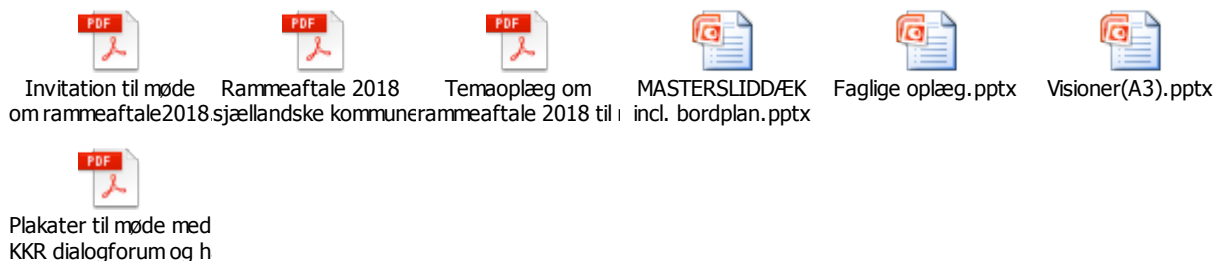 PDF
PDF
PDF
Invitation til møde
om rammeaftale2018.
Rammeaftale 2018
sjællandske kommune
Temaoplæg om
rammeaftale 2018 til
MASTERSLIDDÆK
incl. bordplan.pptx
Faglige oplæg.pptx
Visioner(A3).pptx
PDF
Plakater til møde med
KKR dialogforum og h